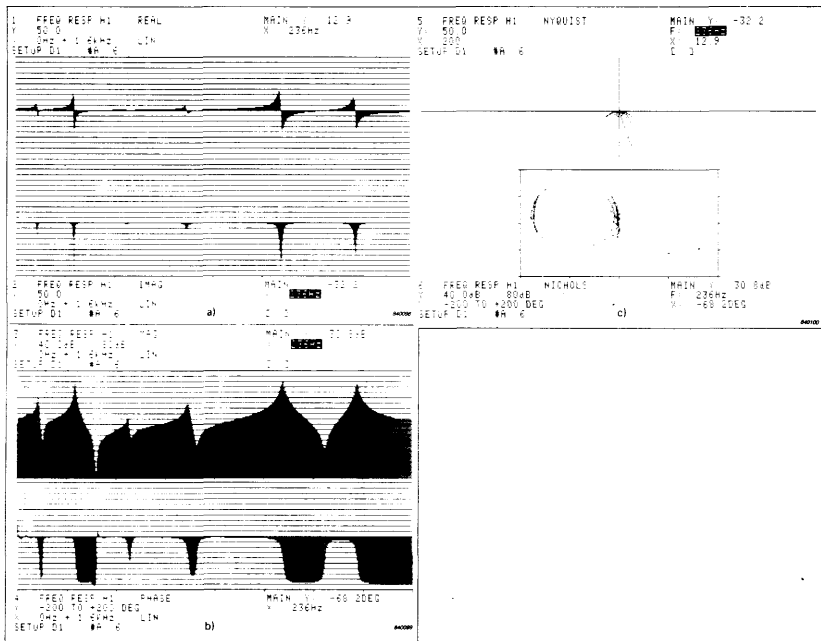 1 FREQ RESP H1 REAL MAIN Y: 12.9
Y: 50.0 X: 236Hz
X: 0Hz + 1.6kHz LIN
SETUP D1 #A 6
2 FREQ RESP H1 IMAG MAIN Y: -32.2
Y: 50.0
X: 0Hz + 1.6kHz LIN
SETUP D1 #A 6
a)
840098
3 FREQ RESP H1 MAG MAIN Y: 30.8dB
Y: 40.0dB 80dB
X: 0Hz + 1.6kHz LIN
SETUP D1 #A 6
4 FREQ RESP H1 PHASE MAIN Y: -68.2DEG
Y: -200 TO +200 DEG X: 236Hz
X: 0Hz + 1.6kHz LIN
SETUP D1 #A 6
b)
840099
5 FREQ RESP H1 NYQUIST MAIN Y: -32.2
Y: 50.0 F:
X: 200 X: 12.9
SETUP D1 #A 6
6 FREQ RESP H1 NICHOLS MAIN Y: 30.8dB
Y: 40.0dB 80dB F: 236Hz
X: -200 TO +200 DEG X: -68.2DEG
SETUP D1 #A 6
c)
840100